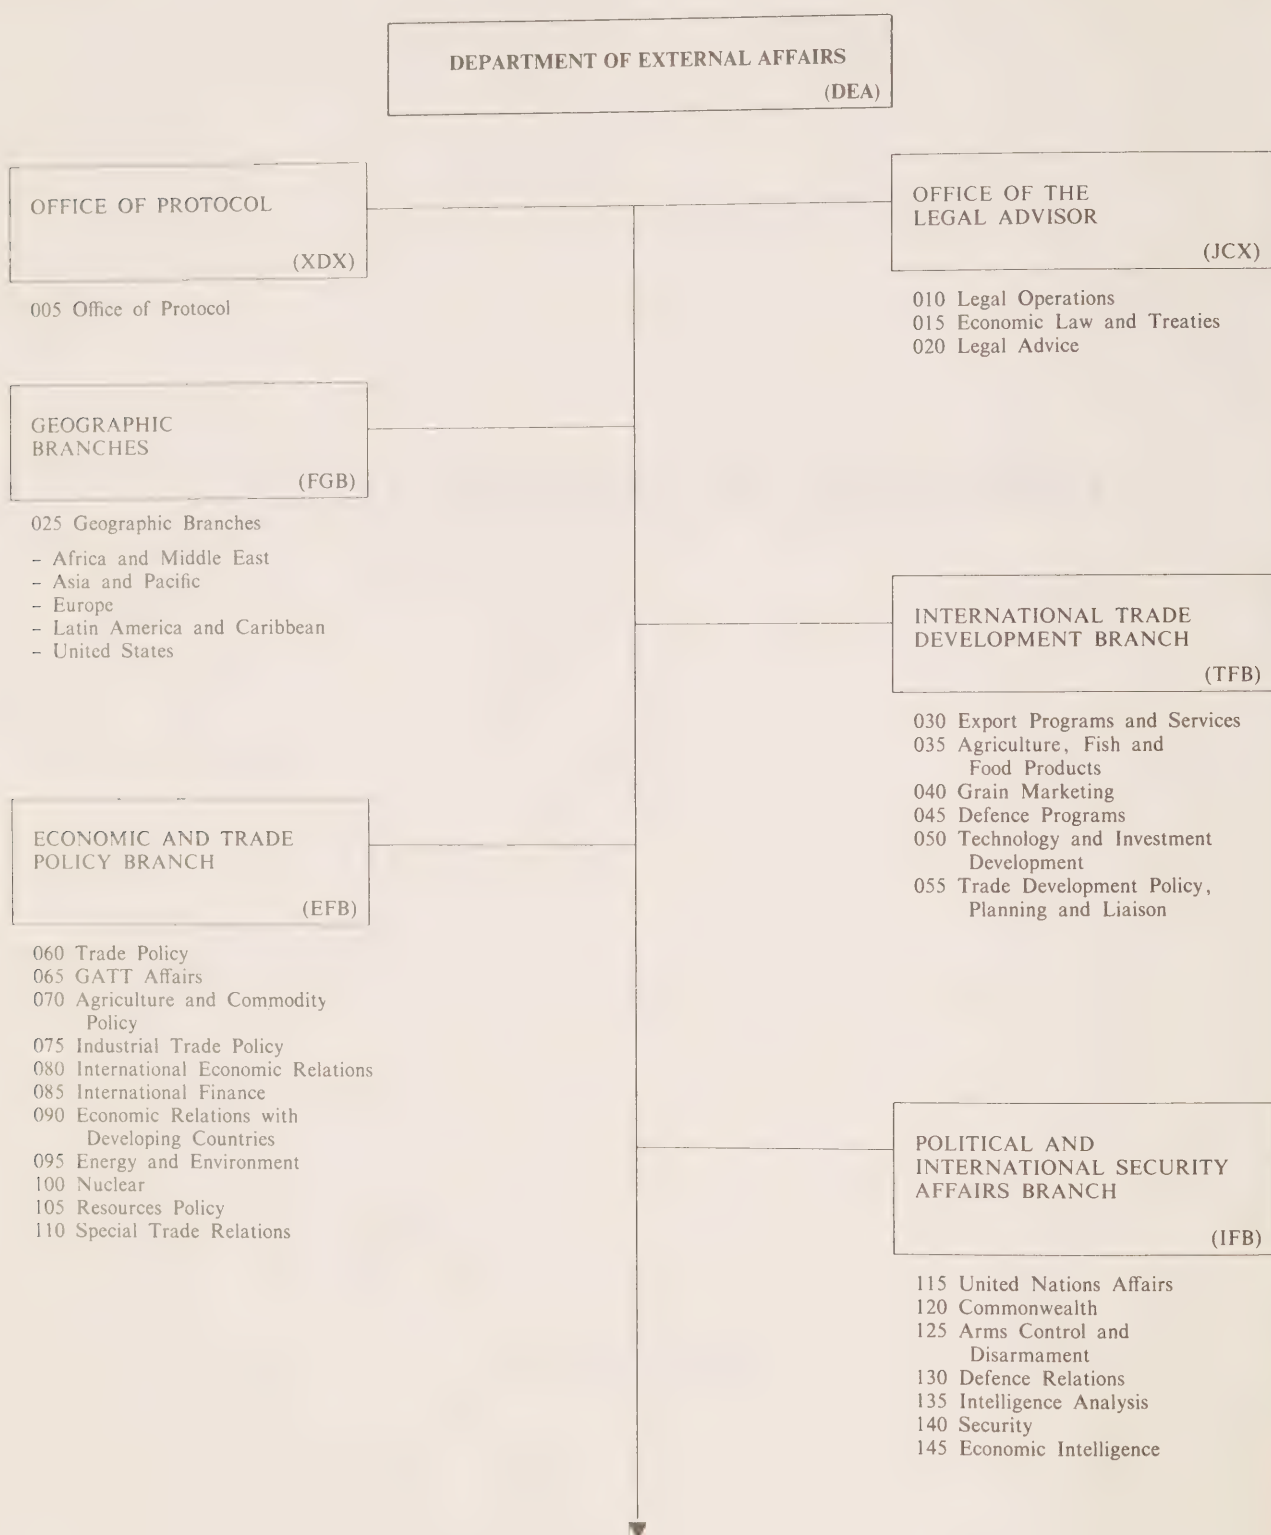 DEPARTMENT OF EXTERNAL AFFAIRS
(DEA)
OFFICE OF PROTOCOL
(XDX)
005 Office of Protocol
OFFICE OF THE
LEGAL ADVISOR
(JCX)
010 Legal Operations
015 Economic Law and Treaties
020 Legal Advice
GEOGRAPHIC
BRANCHES
(FGB)
025 Geographic Branches
– Africa and Middle East
– Asia and Pacific
– Europe
– Latin America and Caribbean
– United States
INTERNATIONAL TRADE
DEVELOPMENT BRANCH
(TFB)
030 Export Programs and Services
035 Agriculture, Fish and
Food Products
040 Grain Marketing
045 Defence Programs
050 Technology and Investment
Development
055 Trade Development Policy,
Planning and Liaison
ECONOMIC AND TRADE
POLICY BRANCH
(EFB)
060 Trade Policy
065 GATT Affairs
070 Agriculture and Commodity
Policy
075 Industrial Trade Policy
080 International Economic Relations
085 International Finance
090 Economic Relations with
Developing Countries
095 Energy and Environment
100 Nuclear
105 Resources Policy
110 Special Trade Relations
POLITICAL AND
INTERNATIONAL SECURITY
AFFAIRS BRANCH
(IFB)
115 United Nations Affairs
120 Commonwealth
125 Arms Control and
Disarmament
130 Defence Relations
135 Intelligence Analysis
140 Security
145 Economic Intelligence